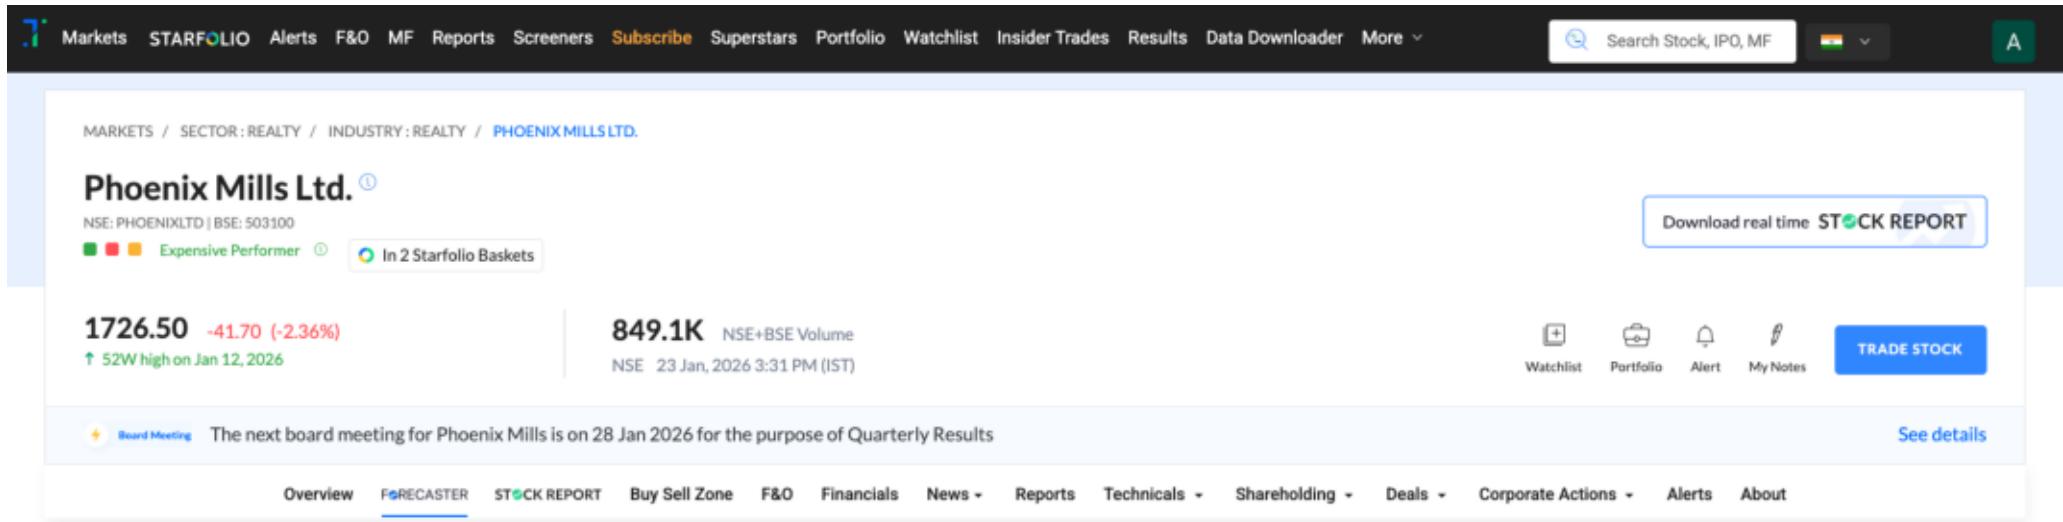 Markets STARFOLIO Alerts F&O MF Reports Screeners Subscribe Superstars Portfolio Watchlist Insider Trades Results Data Downloader More Search Stock, IPO, MF A
MARKETS / SECTOR : REALTY / INDUSTRY : REALTY / PHOENIX MILLS LTD.
Phoenix Mills Ltd.
NSE: PHOENIXLTD | BSE: 503100
Expensive Performer In 2 Starfolio Baskets
Download real time STOCK REPORT
1726.50 -41.70 (-2.36%)
52W high on Jan 12, 2026
849.1K NSE+BSE Volume
NSE 23 Jan, 2026 3:31 PM (IST)
Watchlist Portfolio Alert My Notes TRADE STOCK
Board Meeting The next board meeting for Phoenix Mills is on 28 Jan 2026 for the purpose of Quarterly Results See details
Overview FORECASTER STOCK REPORT Buy Sell Zone F&O Financials News Reports Technicals Shareholding Deals Corporate Actions Alerts About